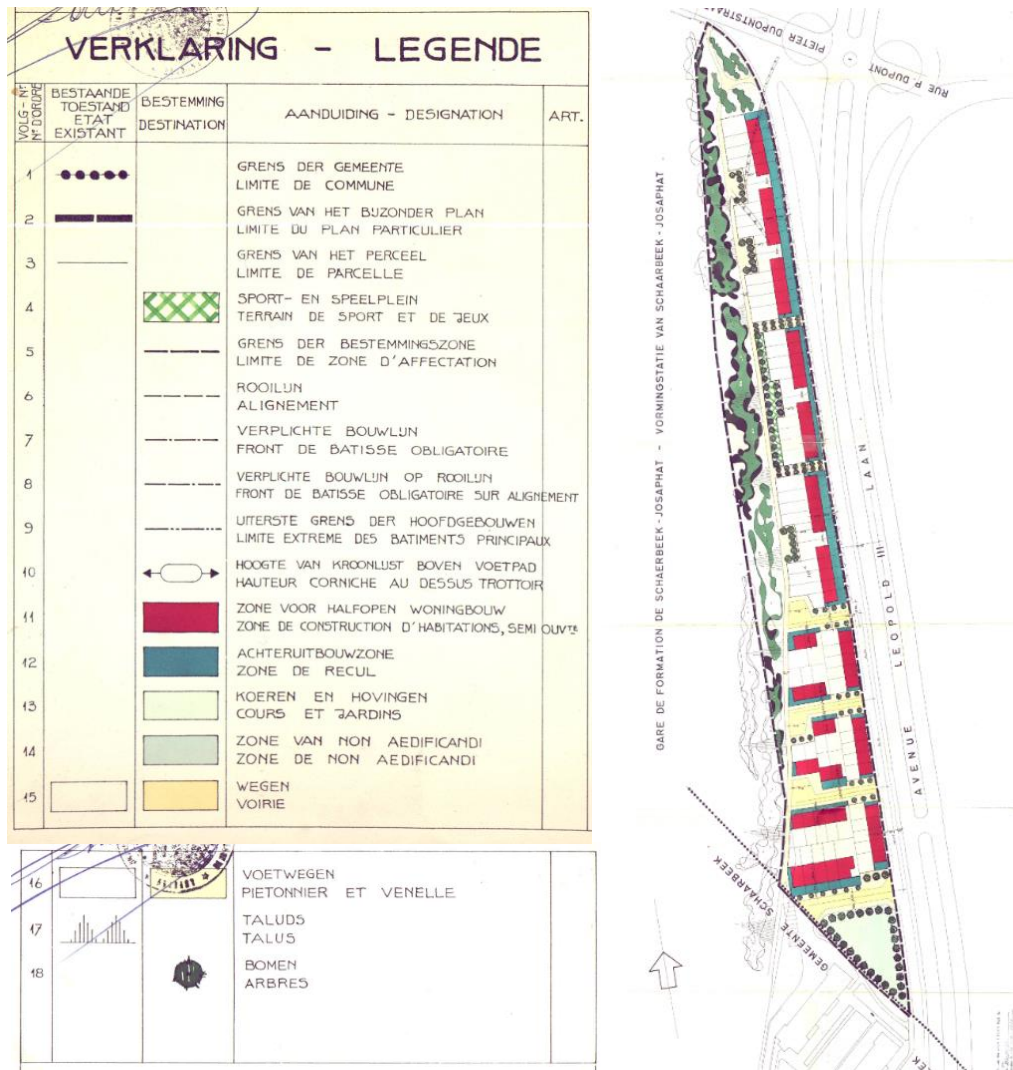 VERKLARING - LEGENDE
VOLG - Nr
N° D'ORDRE
BESTAANDE
TOESTAND
ETAT
EXISTANT
BESTEMMING
DESTINATION
AANDUIDING - DESIGNATION
ART.
1
GRENS DER GEMEENTE
LIMITE DE COMMUNE
2
GRENS VAN HET BIJZONDER PLAN
LIMITE DU PLAN PARTICULIER
3
GRENS VAN HET PERCEEL
LIMITE DE PARCELLE
4
SPORT- EN SPEELPLEIN
TERRAIN DE SPORT ET DE JEUX
5
GRENS DER BESTEMMINGSZONE
LIMITE DE ZONE D'AFFECTATION
6
ROOILIJN
ALIGNEMENT
7
VERPLICHTE BOUWLIJN
FRONT DE BATISSE OBLIGATOIRE
8
VERPLICHTE BOUWLIJN OP ROOILIJN
FRONT DE BATISSE OBLIGATOIRE SUR ALIGNEMENT
9
UITERSTE GRENS DER HOOFDGEBOUWEN
LIMITE EXTREME DES BATIMENTS PRINCIPAUX
10
HOOGTE VAN KROONLIJST BOVEN VOETPAD
HAUTEUR CORNICHE AU DESSUS TROTTOIR
11
ZONE VOOR HALFOPEN WONINGBOUW
ZONE DE CONSTRUCTION D'HABITATIONS, SEMI OUVTE
12
ACHTERUITBOUWZONE
ZONE DE RECUL
13
KOEREN EN HOVINGEN
COURS ET JARDINS
14
ZONE VAN NON AEDIFICANDI
ZONE DE NON AEDIFICANDI
15
WEGEN
VOIRIE
16
VOETWEGEN
PIETONNIER ET VENELLE
17
TALUDS
TALUS
18
BOMEN
ARBRES
PIETER DUPONTSTRAAT
RUE P. DUPONT
GARE DE FORMATION DE SCHAERBEEK-JOSAPHAT - VORMINGSTATIE VAN SCHAARBEEK-JOSAPHAT
AVENUE LEOPOLD III LAAN
GEMEENTE SCHAARBEEK